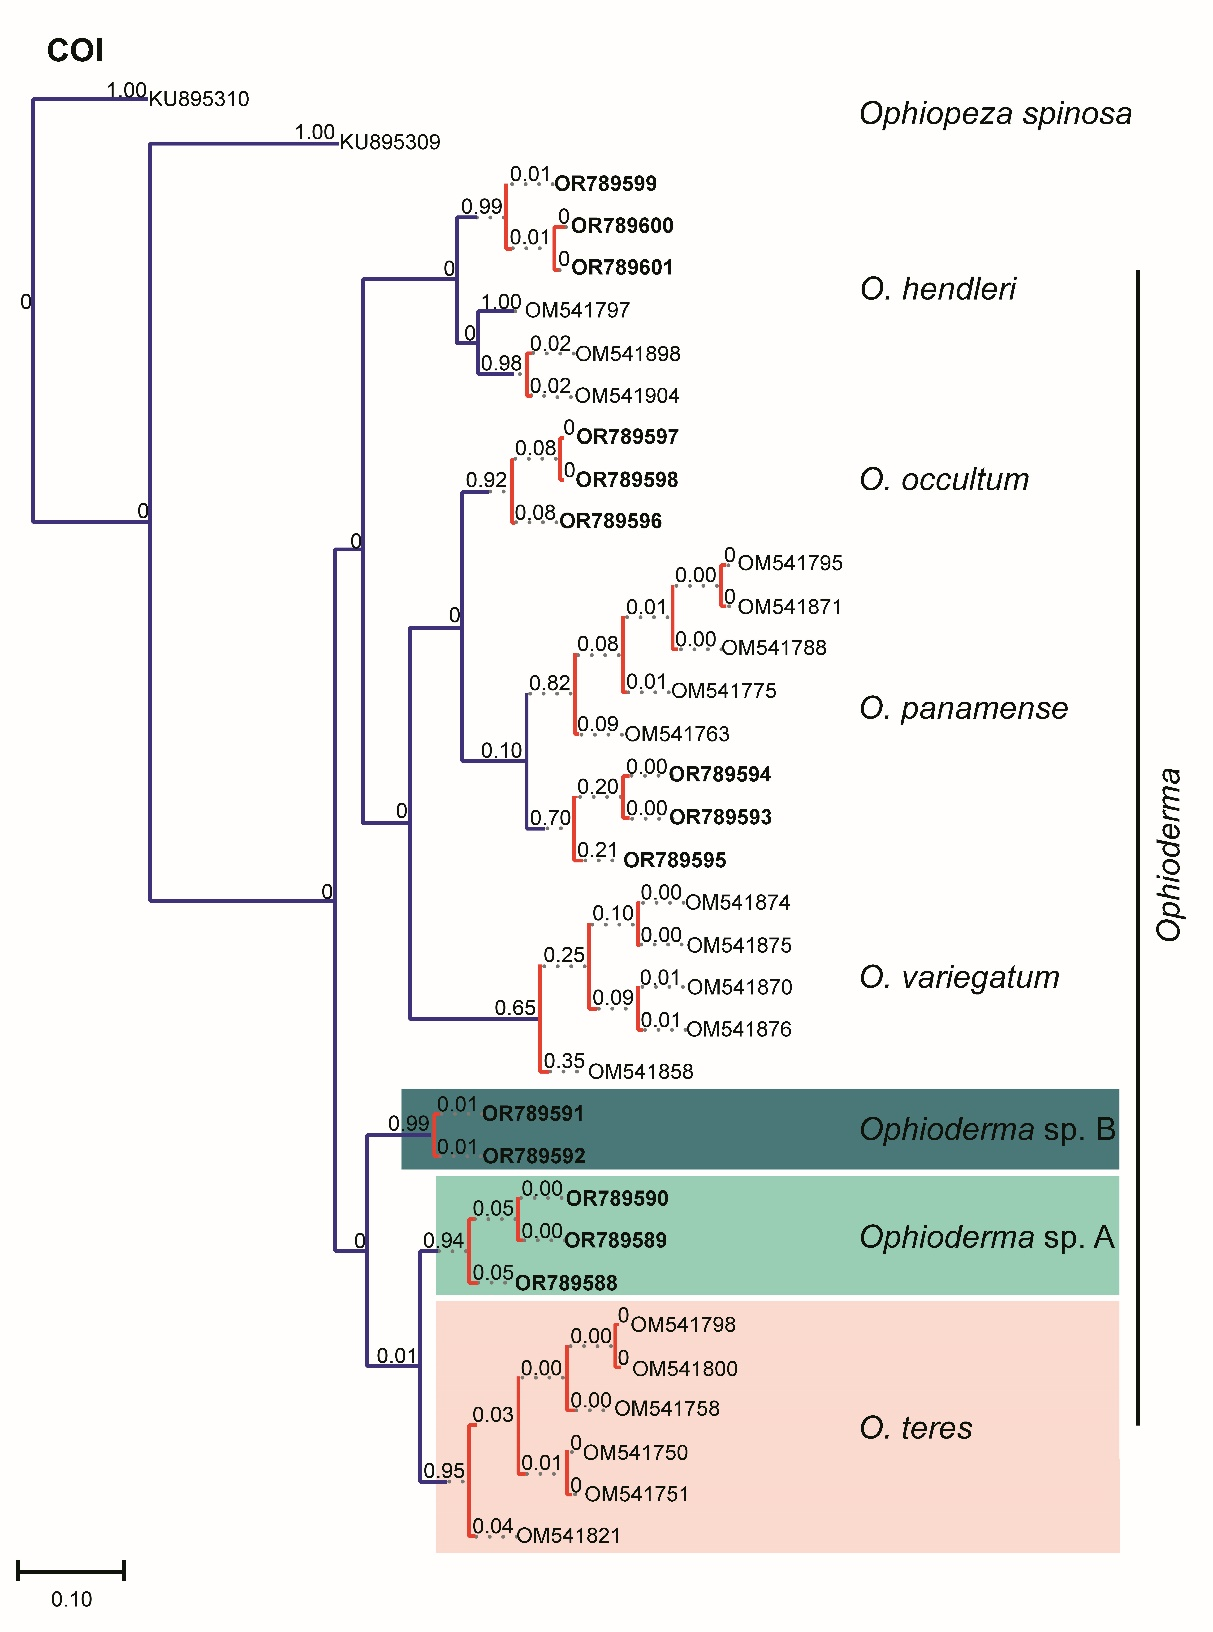 COI
1.00 KU895310
Ophiopeza spinosa
1.00 KU895309
0.01 OR789599
0.99
0 OR789600
0.01
0 OR789601
0
O. hendleri
0
1.00 OM541797
0
0.02 OM541898
0.98
0.02 OM541904
0 OR789597
0.08
0 OR789598
0.92
O. occultum
0.08 OR789596
0
0
0 OM541795
0.00
0 OM541871
0.01
0.00 OM541788
0
0.08
0.01 OM541775
0.82
O. panamense
0.09 OM541763
0.10
0.00 OR789594
0.20
0.00 OR789593
0
0.70
0.21 OR789595
Ophioderma
0
0.00 OM541874
0.10
0.00 OM541875
0.25
O. variegatum
0.01 OM541870
0.09
0.01 OM541876
0.65
0.35 OM541858
0.01 OR789591
0.99
Ophioderma sp. B
0.01 OR789592
0.00 OR789590
0.05
0.00 OR789589
0
0.94
Ophioderma sp. A
0.05 OR789588
0 OM541798
0.00
0 OM541800
0.01
0.00
0.00 OM541758
0.03
O. teres
0 OM541750
0.01
0 OM541751
0.95
0.04 OM541821
0.10